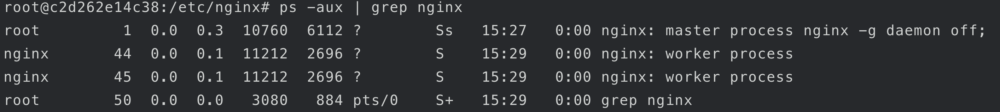 root@c2d262e14c38:/etc/nginx# ps -aux | grep nginx
root         1  0.0  0.3  10760  6112 ?        Ss   15:27   0:00 nginx: master process nginx -g daemon off;
nginx       44  0.0  0.1  11212  2696 ?        S    15:29   0:00 nginx: worker process
nginx       45  0.0  0.1  11212  2696 ?        S    15:29   0:00 nginx: worker process
root        50  0.0  0.0   3080   884 pts/0    S+   15:29   0:00 grep nginx